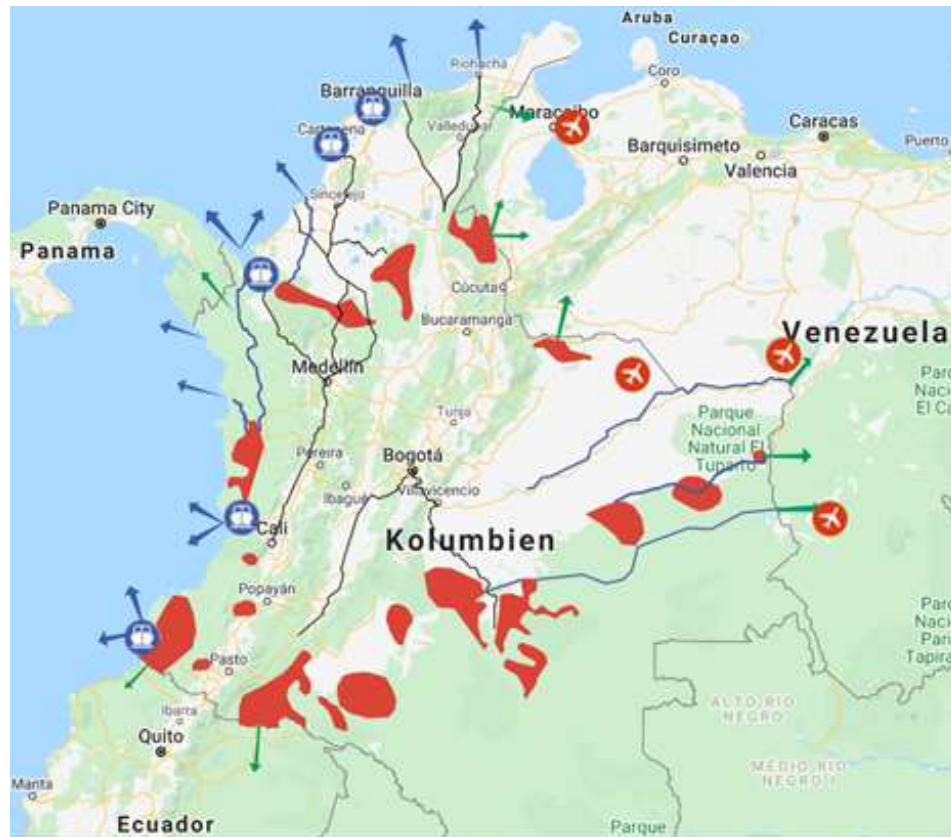 Aruba
Curaçao
Riohacha
Coro
Barranquilla
Maracaibo
Cartagena
Valledupar
Caracas
Barquisimeto
Puerto
Valencia
Sincelejo
Panama City
Panama
Cúcuta
Bucaramanga
Venezuela
Medellín
Parque
Nacional
Natural El
Tuparro
Tunja
Pereira
Bogotá
Ibagué
Villavicencio
Cali
Kolumbien
Popayán
Pasto
Ibarra
Quito
ALTO RIO
NEGRO
MÉDIO RIO
NEGRO I
Manta
Ecuador
Parque